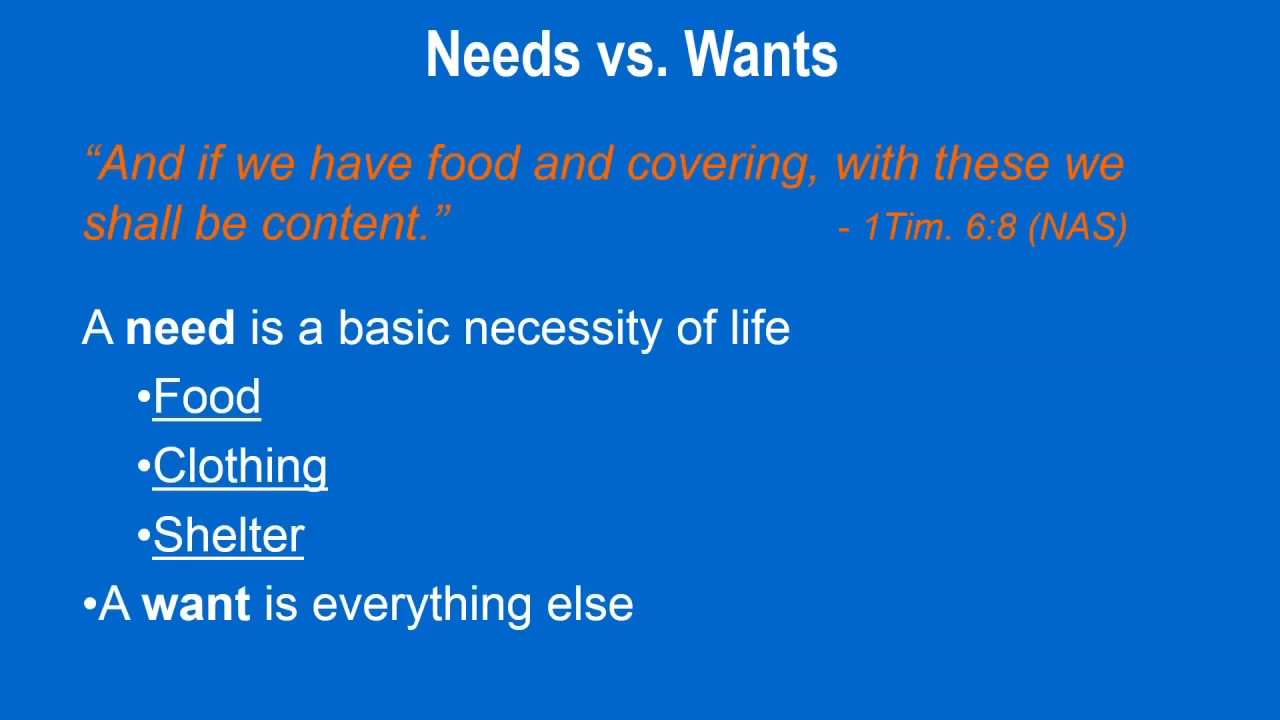 Needs vs. Wants
“And if we have food and covering, with these we
shall be content.” - 1Tim. 6:8 (NAS)
A need is a basic necessity of life
•Food
•Clothing
•Shelter
•A want is everything else